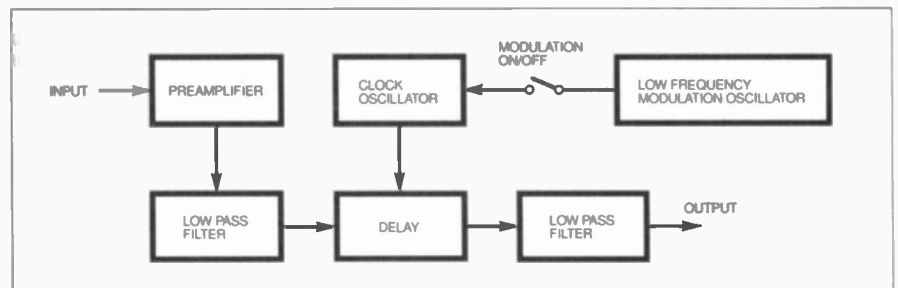 MODULATION
ON/OFF
INPUT
PREAMPLIFIER
CLOCK
OSCILLATOR
LOW FREQUENCY
MODULATION OSCILLATOR
LOW PASS
FILTER
DELAY
LOW PASS
FILTER
OUTPUT